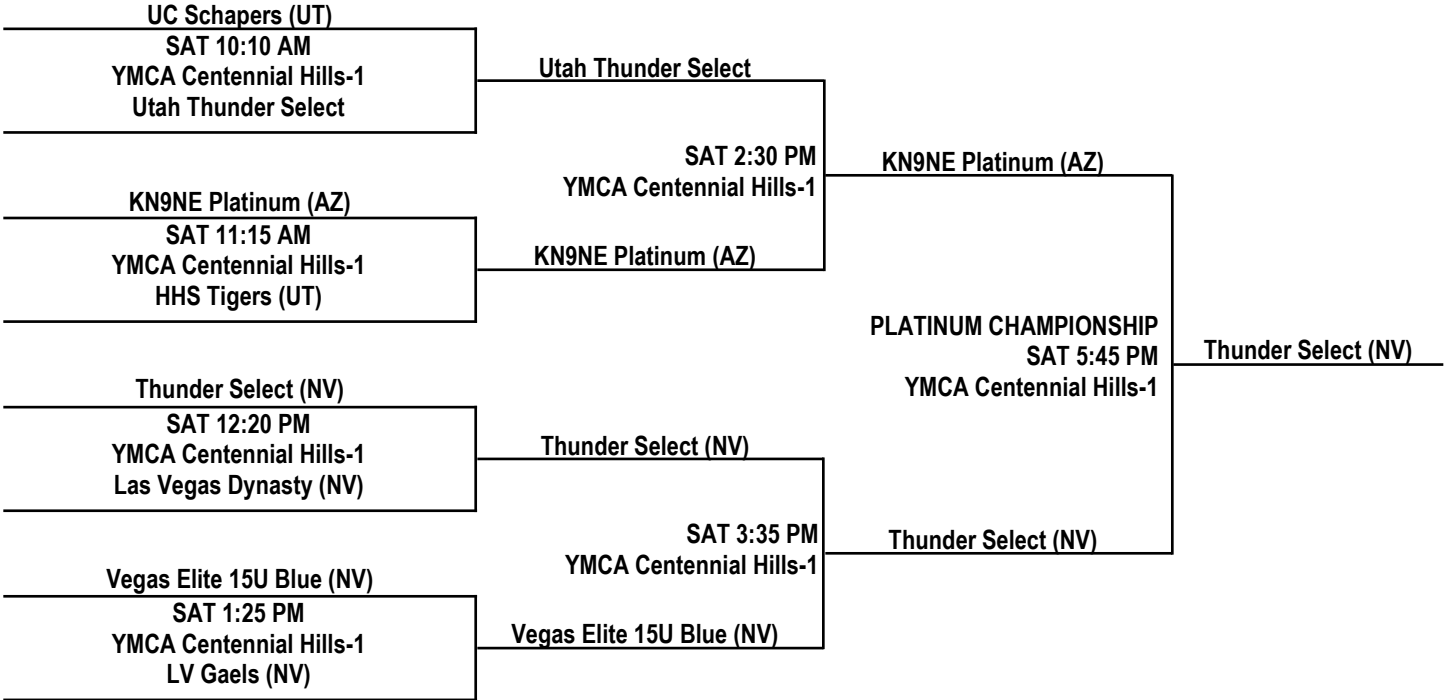 UC Schapers (UT)
SAT 10:10 AM
YMCA Centennial Hills-1
Utah Thunder Select
KN9NE Platinum (AZ)
SAT 11:15 AM
YMCA Centennial Hills-1
HHS Tigers (UT)
Thunder Select (NV)
SAT 12:20 PM
YMCA Centennial Hills-1
Las Vegas Dynasty (NV)
Vegas Elite 15U Blue (NV)
SAT 1:25 PM
YMCA Centennial Hills-1
LV Gaels (NV)
Utah Thunder Select
SAT 2:30 PM
YMCA Centennial Hills-1
KN9NE Platinum (AZ)
Thunder Select (NV)
SAT 3:35 PM
YMCA Centennial Hills-1
Vegas Elite 15U Blue (NV)
KN9NE Platinum (AZ)
PLATINUM CHAMPIONSHIP
SAT 5:45 PM
YMCA Centennial Hills-1
Thunder Select (NV)
Thunder Select (NV)